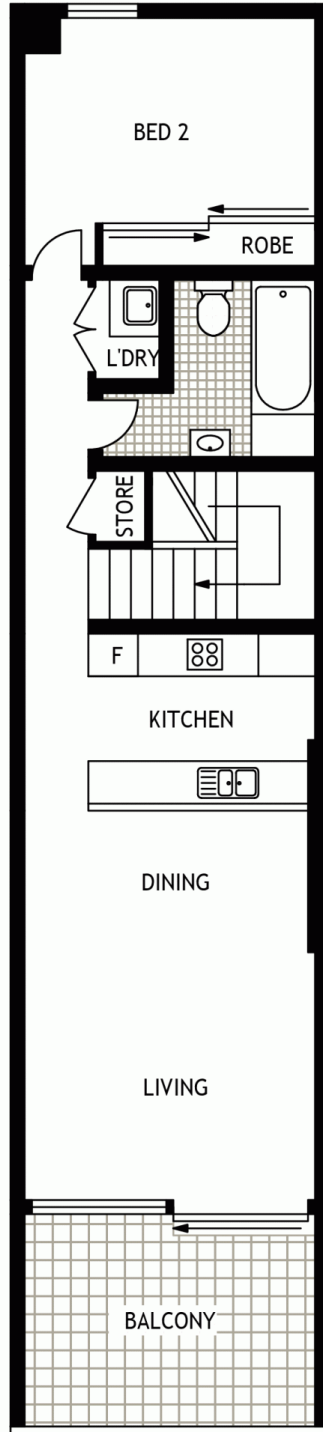 BED 2
ROBE
L'DRY
STORE
F
KITCHEN
DINING
LIVING
BALCONY